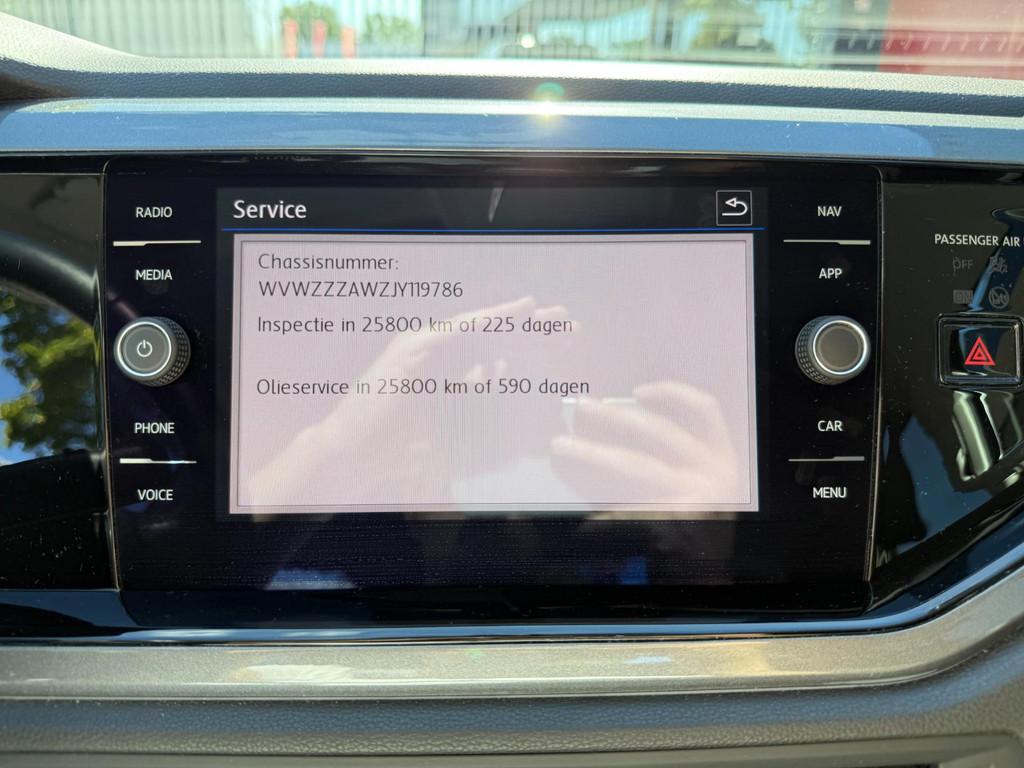 RADIO
MEDIA
PHONE
VOICE
Service
Chassisnummer:
WVWZZZAWZJY119786
Inspectie in 25800 km of 225 dagen
Olieservice in 25800 km of 590 dagen
NAV
APP
CAR
MENU
PASSENGER AIR
OFF